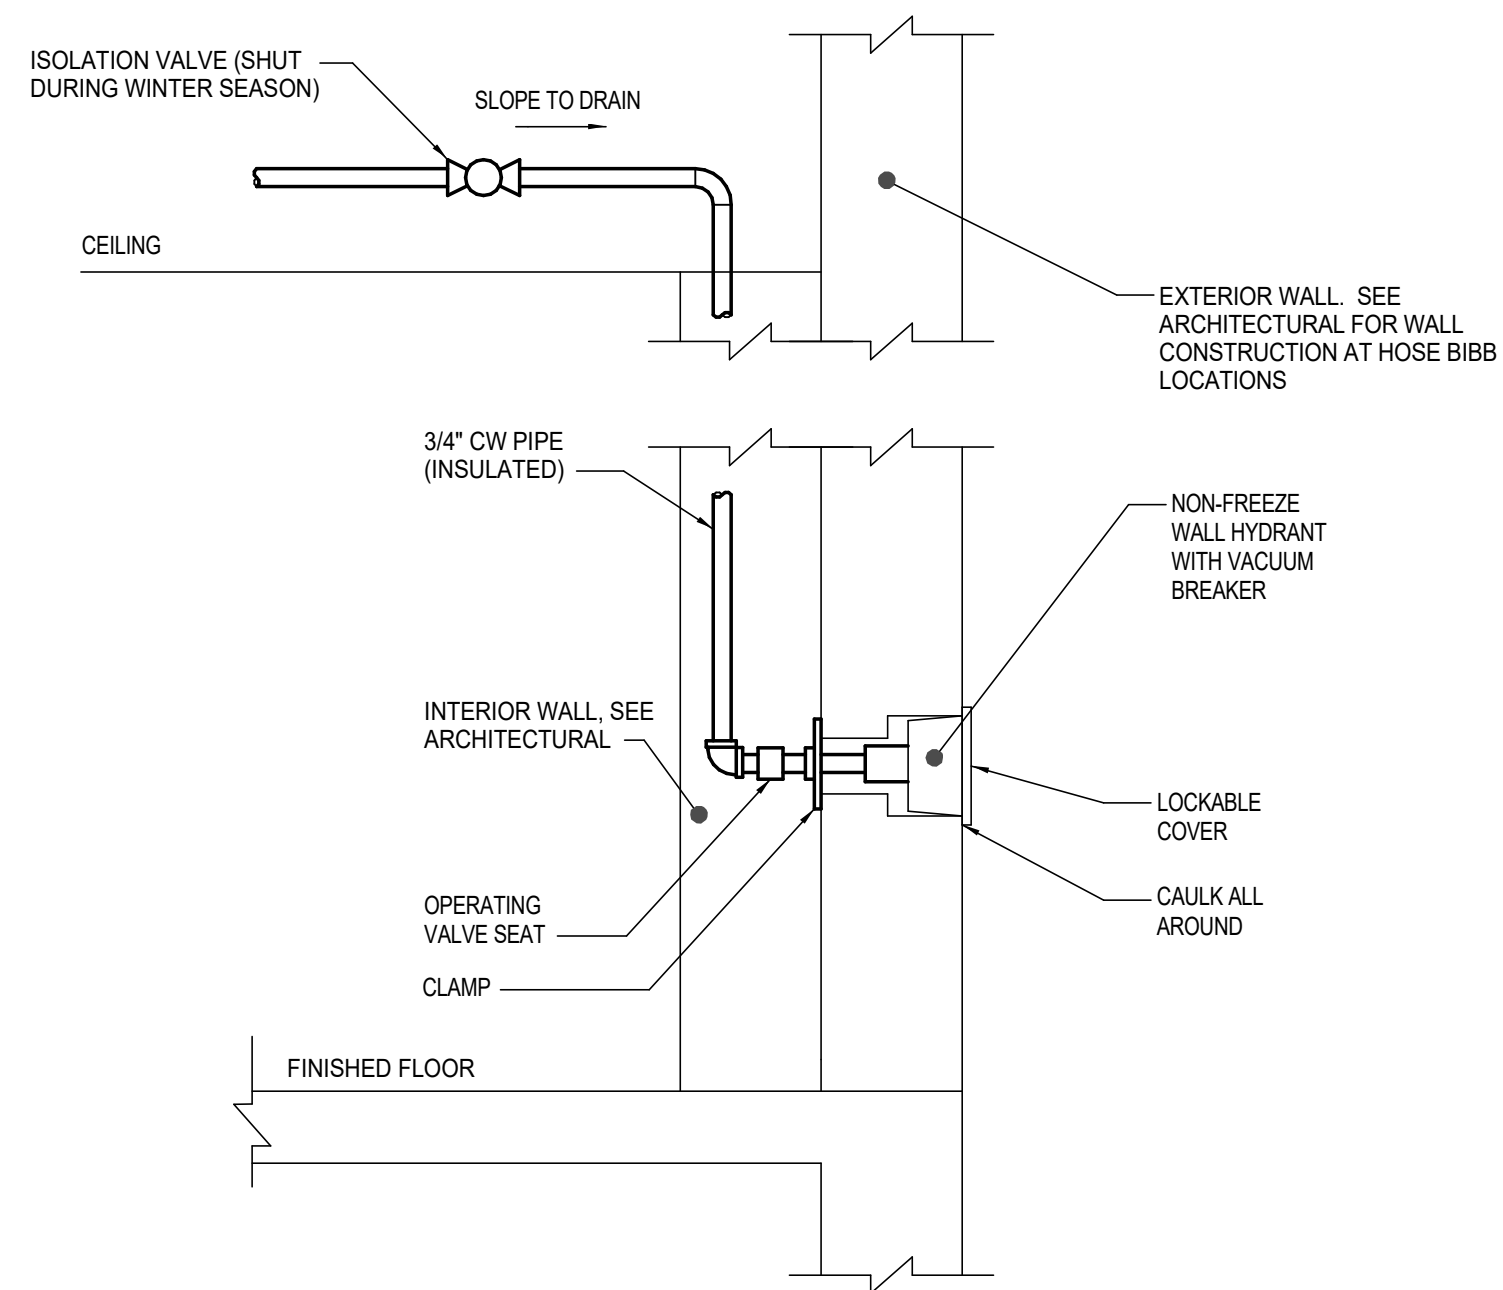 ISOLATION VALVE (SHUT
DURING WINTER SEASON)
SLOPE TO DRAIN
CEILING
EXTERIOR WALL. SEE
ARCHITECTURAL FOR WALL
CONSTRUCTION AT HOSE BIBB
LOCATIONS
3/4" CW PIPE
(INSULATED)
NON-FREEZE
WALL HYDRANT
WITH VACUUM
BREAKER
INTERIOR WALL, SEE
ARCHITECTURAL
LOCKABLE
COVER
OPERATING
VALVE SEAT
CAULK ALL
AROUND
CLAMP
FINISHED FLOOR